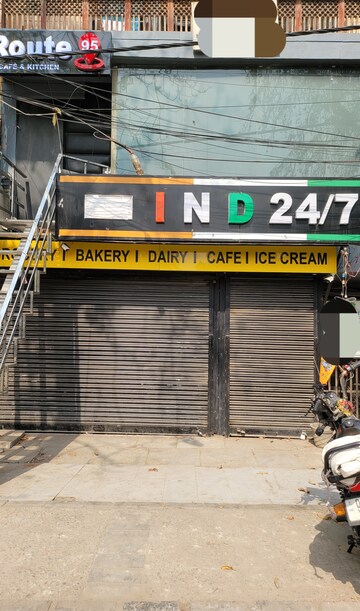 Route 95
CAFE & KITCHEN
IND 24/7
BAKERY | DAIRY | CAFE | ICE CREAM